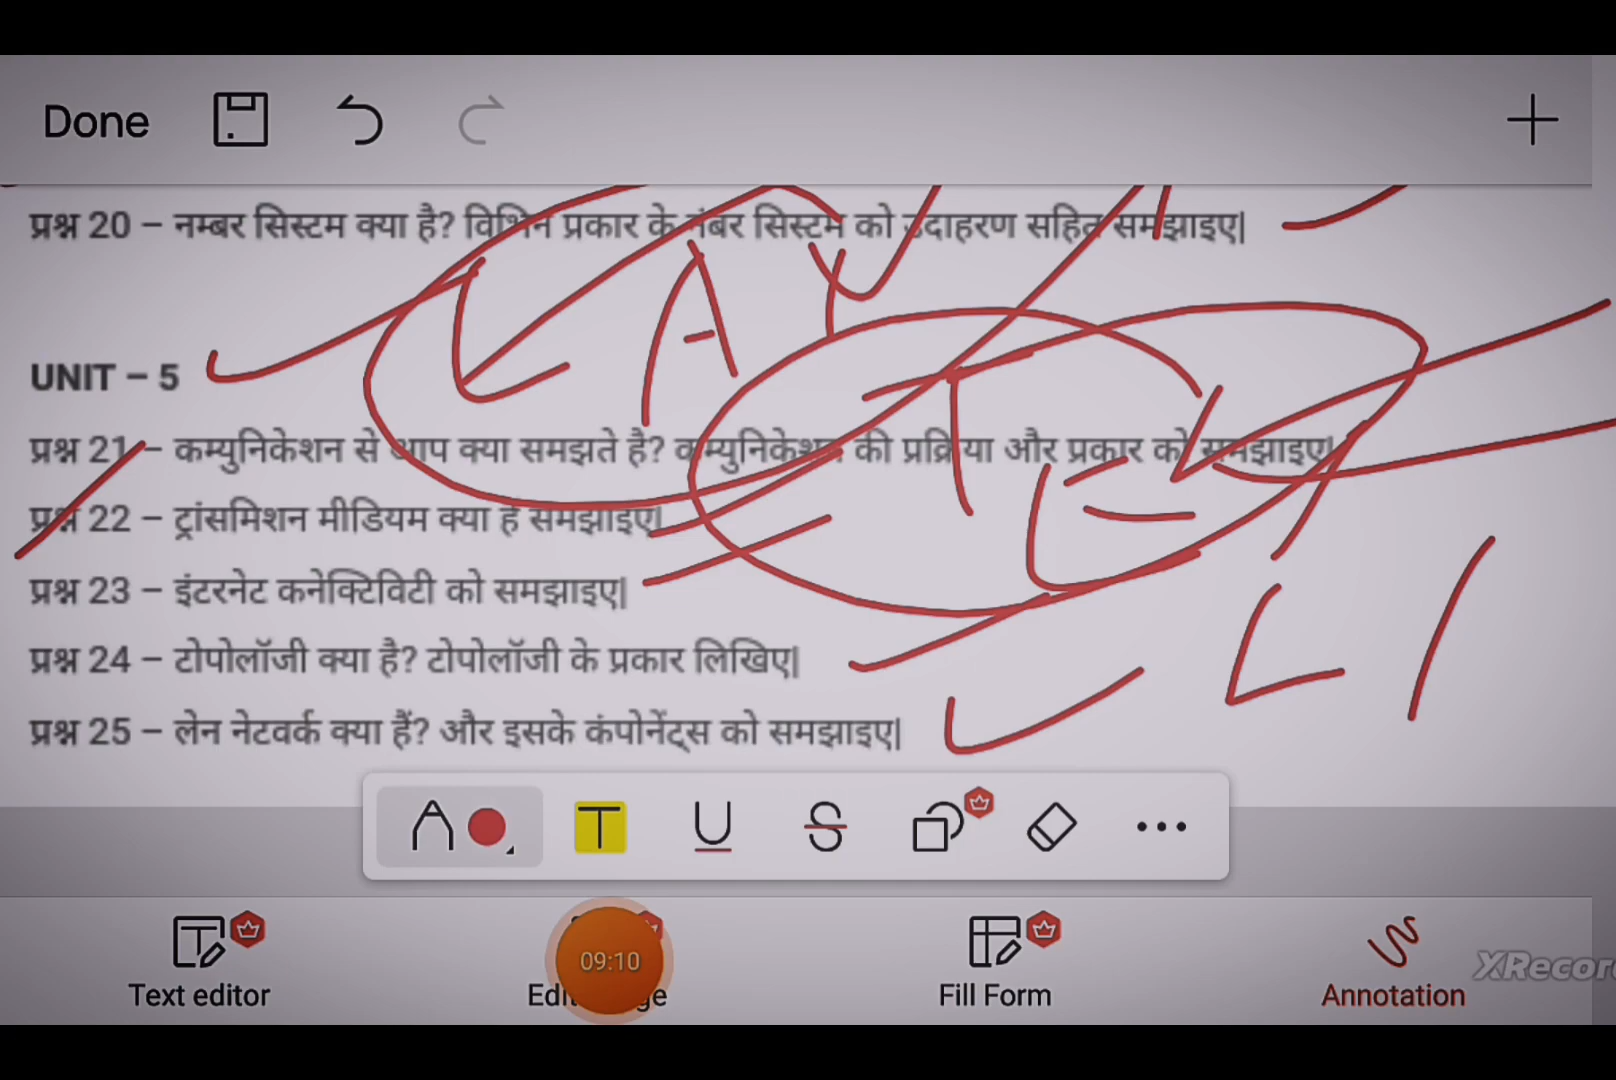 Done
प्रश्न 20 – नम्बर सिस्टम क्या है? विभिन प्रकार के नंबर सिस्टम को उदाहरण सहित समझाइए|
UNIT – 5
प्रश्न 21 – कम्युनिकेशन से आप क्या समझते है? कम्युनिकेशन की प्रक्रिया और प्रकार को समझाइए|
प्रश्न 22 – ट्रांसमिशन मीडियम क्या है समझाइए|
प्रश्न 23 – इंटरनेट कनेक्टिविटी को समझाइए|
प्रश्न 24 – टोपोलॉजी क्या है? टोपोलॉजी के प्रकार लिखिए|
प्रश्न 25 – लेन नेटवर्क क्या हैं? और इसके कंपोनेंट्स को समझाइए|
09:10
Text editor Fill Form Annotation
XRecor